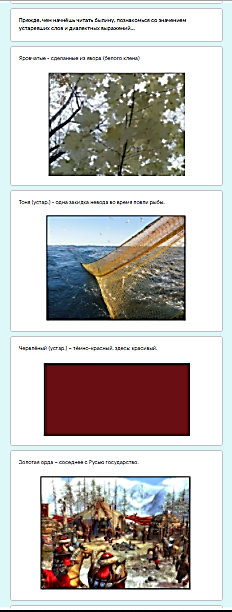 Прежде, чем начнёшь читать былину, познакомься со значением
устаревших слов и диалектных выражений...
Яровчатые - сделанные из явора (белого клена)
Тоня (устар.) - одна закидка невода во время ловли рыбы.
Червлёный (устар.) - тёмно-красный. здесь: красивый.
Золотая орда - соседнее с Русью государство.